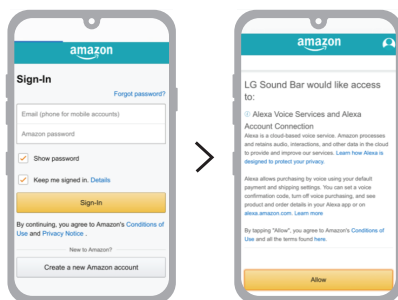 amazon
Sign-In
Forgot password?
Email (phone for mobile accounts)
Amazon password
Show password
Keep me signed in. Details
Sign-In
By continuing, you agree to Amazon's Conditions of
Use and Privacy Notice .
New to Amazon?
Create a new Amazon account
amazon
LG Sound Bar would like access
to:
Alexa Voice Services and Alexa
Account Connection
Alexa is a cloud-based voice service. Amazon processes
and retains audio, interactions, and other data in the cloud
to provide and improve our services. Learn how Alexa is
designed to protect your privacy.
Alexa allows purchasing by voice using your default
payment and shipping settings. You can set a voice
confirmation code, turn off voice purchasing, and see
product and order details in your Alexa app or on
alexa.amazon.com. Learn more
By tapping "Allow", you agree to Amazon's Conditions of
Use and all the terms found here.
Allow